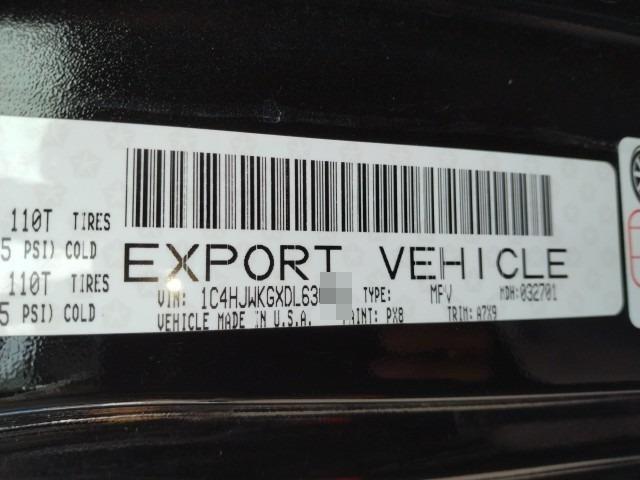 110T TIRES
5 PSI) COLD
EXPORT VEHICLE
110T TIRES
VIN: 1C4HJWKGXDL63 TYPE: MPV MDH:032701
5 PSI) COLD
VEHICLE MADE IN U.S.A. PAINT: PX8 TRIM: A7X9